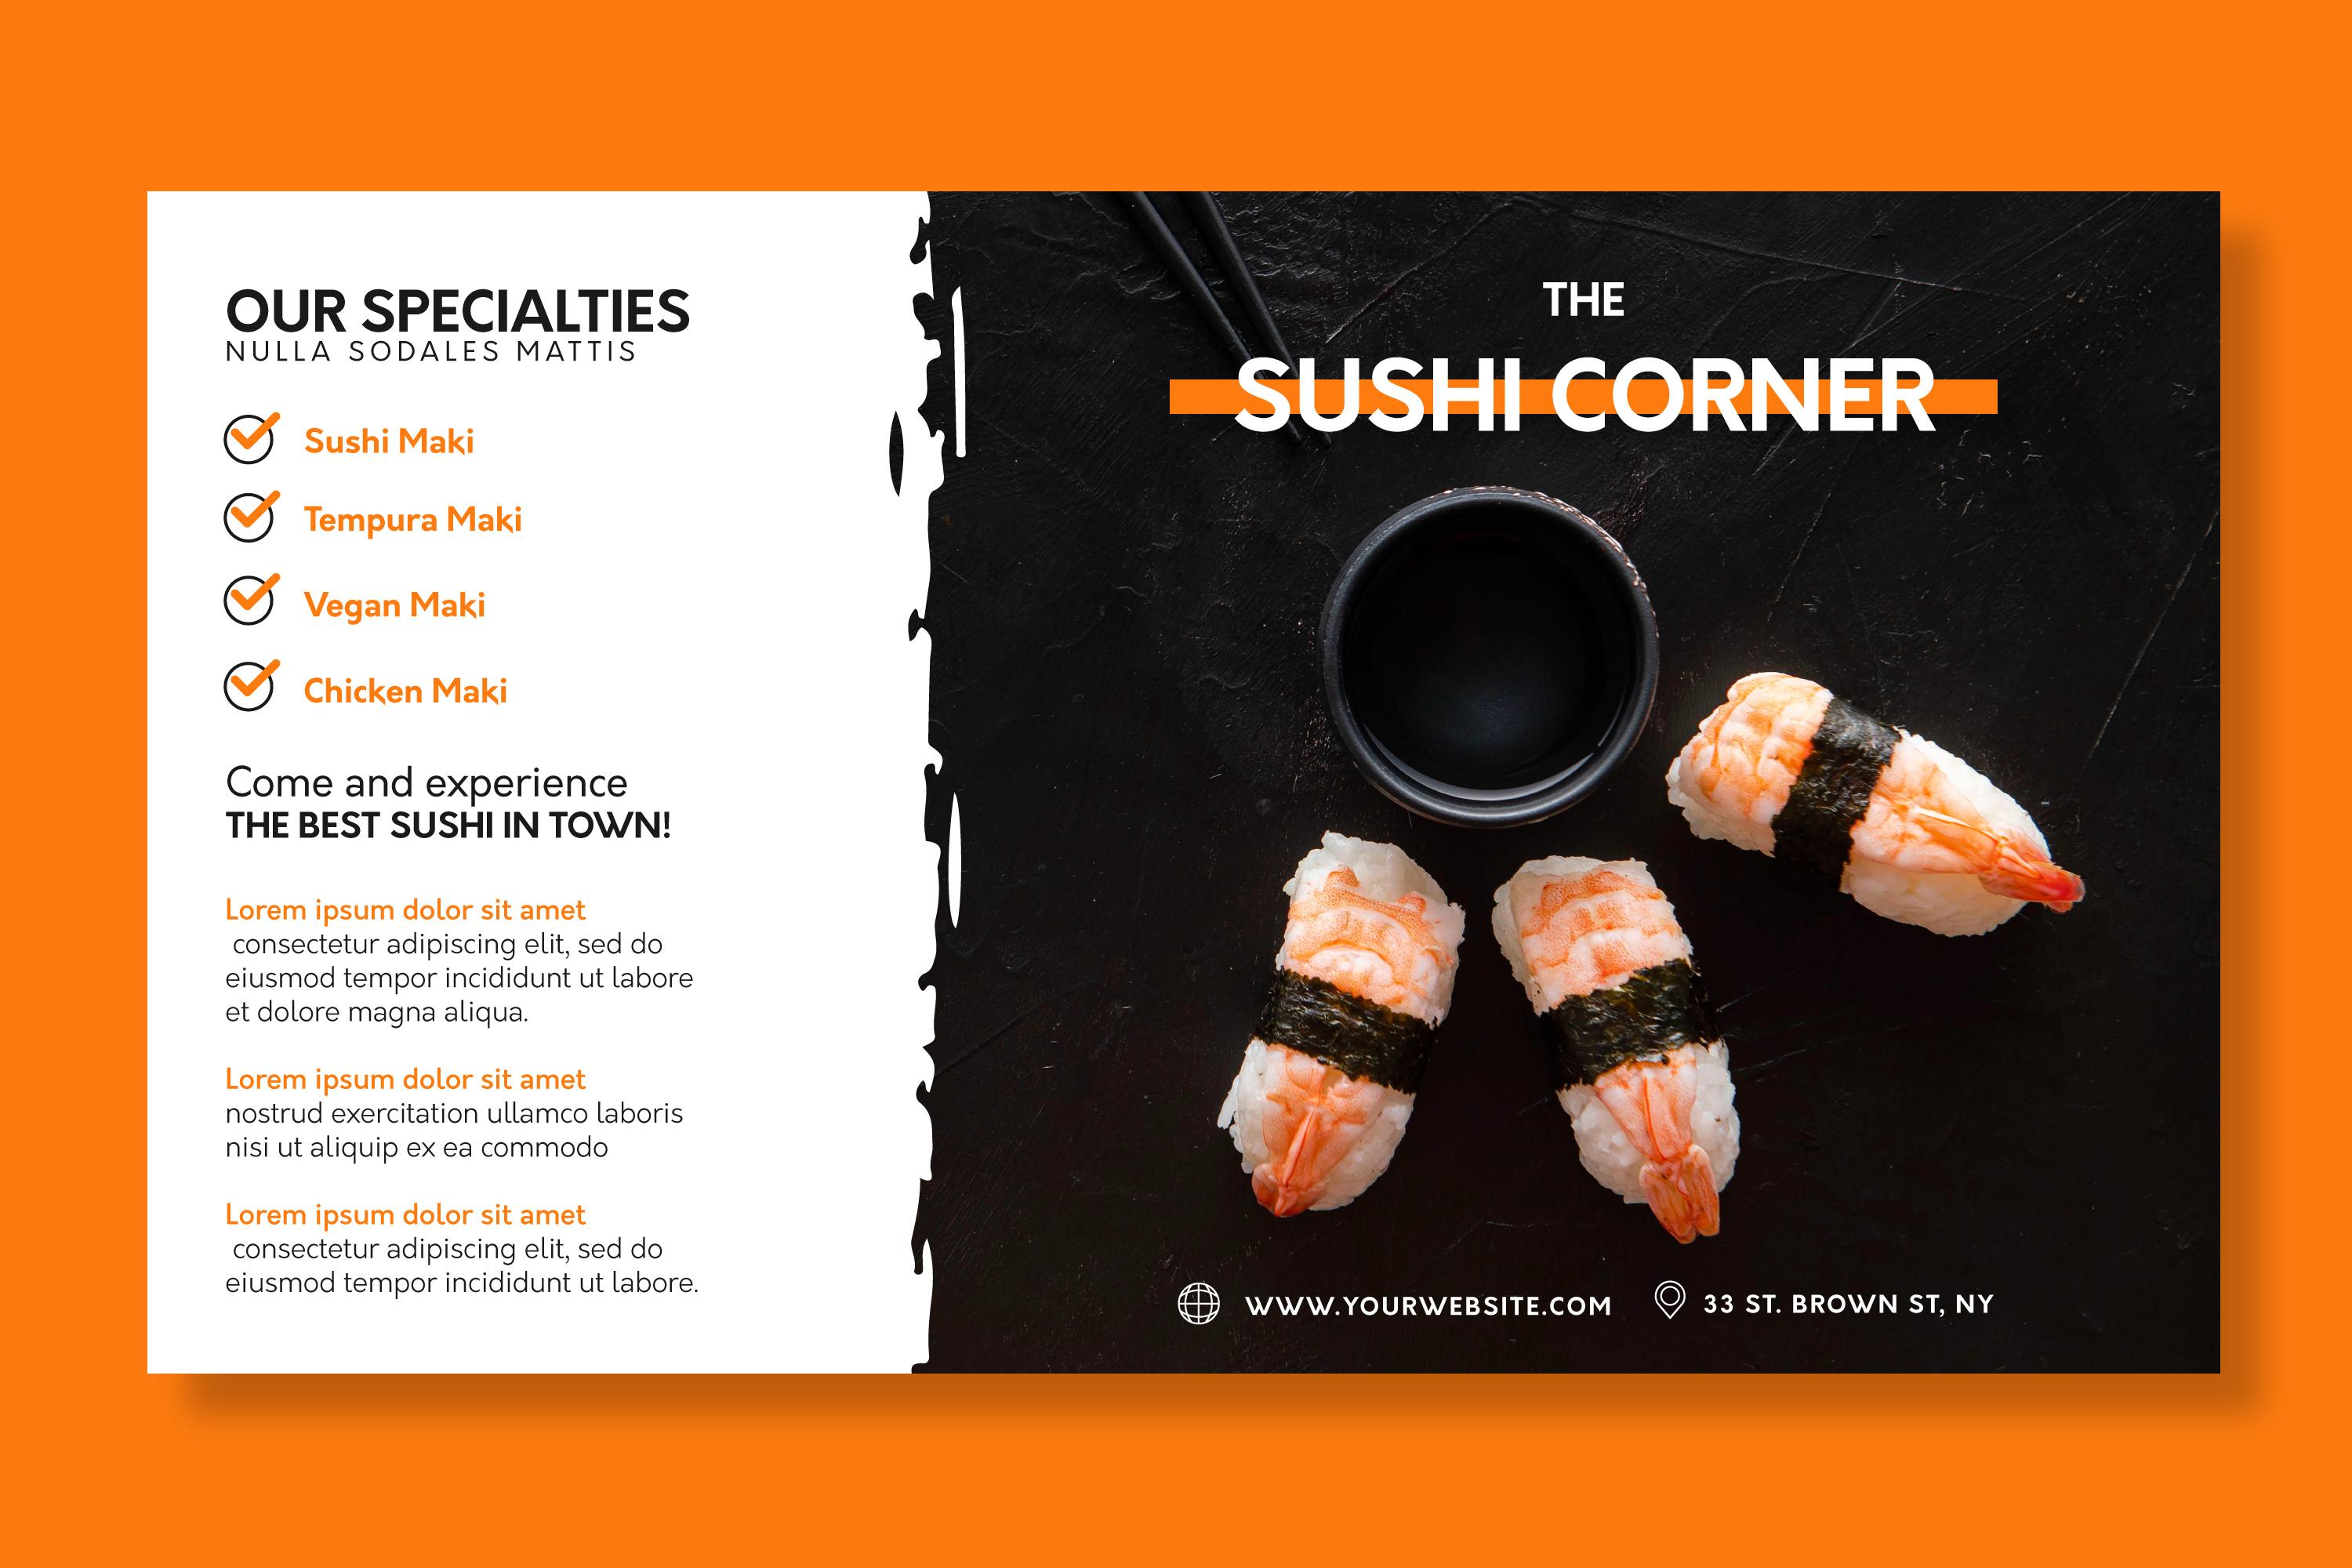 OUR SPECIALTIES
NULLA SODALES MATTIS
Sushi Maki
Tempura Maki
Vegan Maki
Chicken Maki
Come and experience
THE BEST SUSHI IN TOWN!
Lorem ipsum dolor sit amet
consectetur adipiscing elit, sed do
eiusmod tempor incididunt ut labore
et dolore magna aliqua.
Lorem ipsum dolor sit amet
nostrud exercitation ullamco laboris
nisi ut aliquip ex ea commodo
Lorem ipsum dolor sit amet
consectetur adipiscing elit, sed do
eiusmod tempor incididunt ut labore.
THE
SUSHI CORNER
WWW.YOURWEBSITE.COM
33 ST. BROWN ST, NY